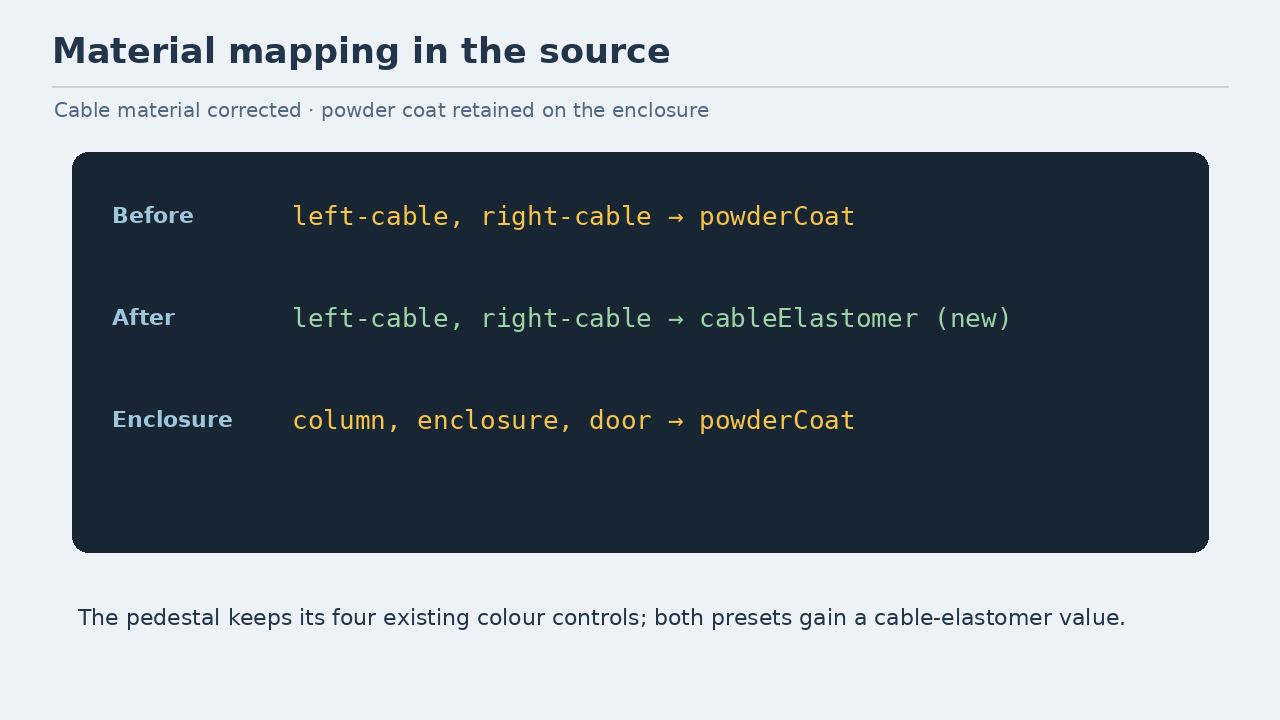 Material mapping in the source
Cable material corrected · powder coat retained on the enclosure
Before left-cable, right-cable → powderCoat
After left-cable, right-cable → cableElastomer (new)
Enclosure column, enclosure, door → powderCoat
The pedestal keeps its four existing colour controls; both presets gain a cable-elastomer value.